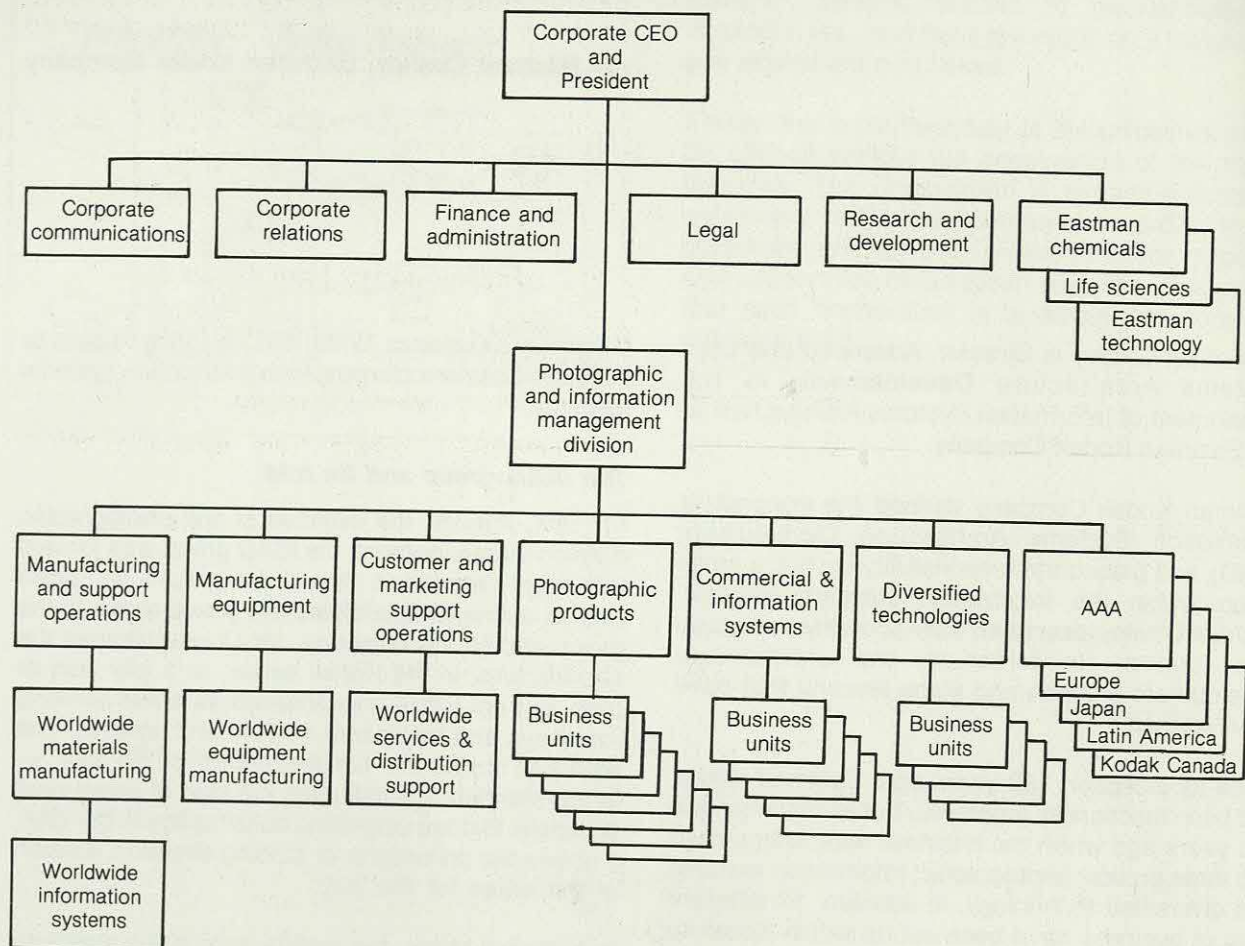 Corporate CEO
and
President
Corporate
communications
Corporate
relations
Finance and
administration
Legal
Research and
development
Eastman
chemicals
Life sciences
Eastman
technology
Photographic
and information
management
division
Manufacturing
and support
operations
Manufacturing
equipment
Customer and
marketing
support
operations
Photographic
products
Commercial &
information
systems
Diversified
technologies
AAA
Europe
Japan
Latin America
Kodak Canada
Worldwide
materials
manufacturing
Worldwide
equipment
manufacturing
Worldwide
services &
distribution
support
Business
units
Business
units
Business
units
Worldwide
information
systems